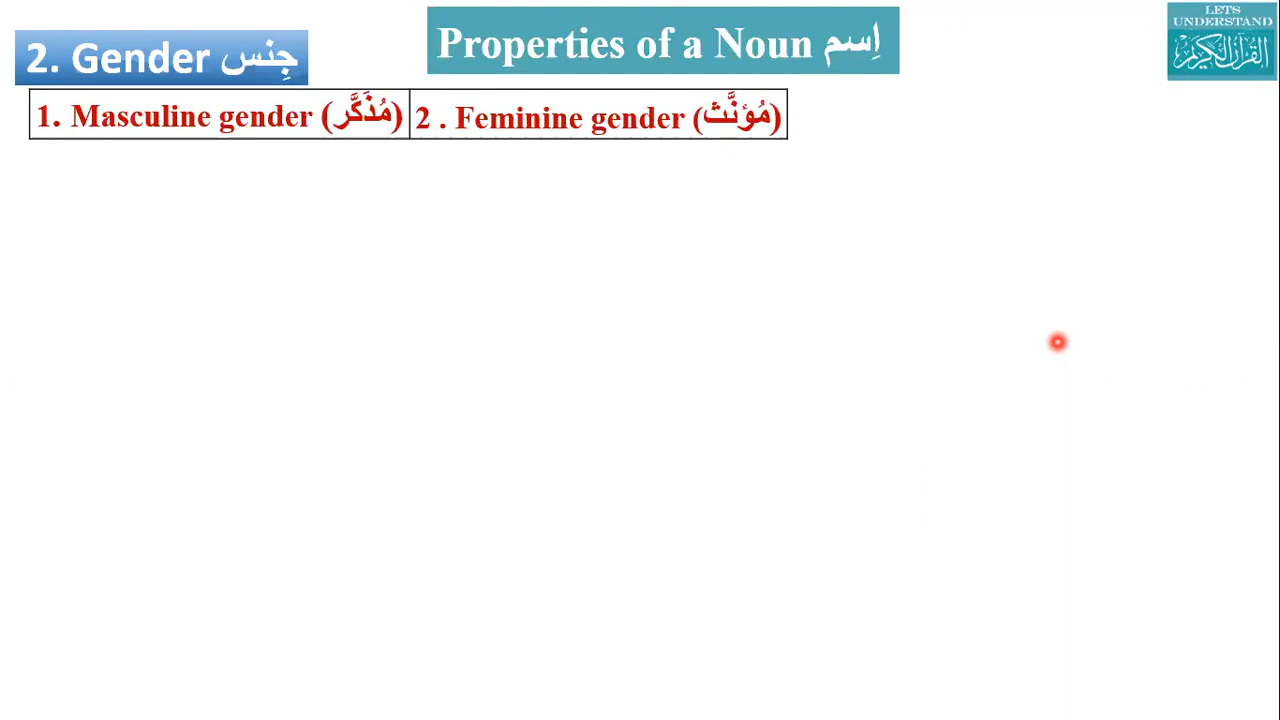 Properties of a Noun اِسم
LETS
UNDERSTAND
القرآن الكريم
2. Gender جِنس
1. Masculine gender (مُذَكَّر)
2 . Feminine gender (مُؤنَّث)